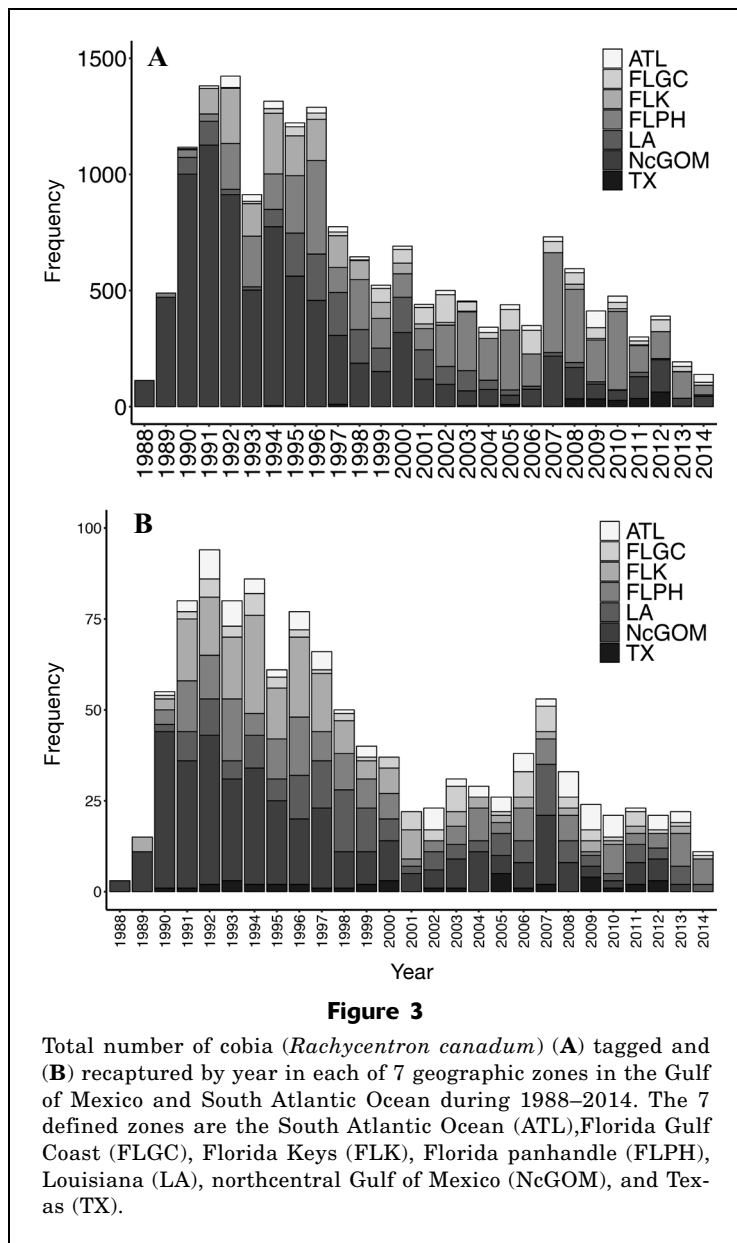 A
1500
1000
500
0
Frequency
ATL
FLGC
FLK
FLPH
LA
NcGOM
TX
1988
1989
1990
1991
1992
1993
1994
1995
1996
1997
1998
1999
2000
2001
2002
2003
2004
2005
2006
2007
2008
2009
2010
2011
2012
2013
2014
B
100
75
50
25
0
Frequency
ATL
FLGC
FLK
FLPH
LA
NcGOM
TX
1988
1989
1990
1991
1992
1993
1994
1995
1996
1997
1998
1999
2000
2001
2002
2003
2004
2005
2006
2007
2008
2009
2010
2011
2012
2013
2014
Year
Figure 3
Total number of cobia (Rachycentron canadum) (A) tagged and
(B) recaptured by year in each of 7 geographic zones in the Gulf
of Mexico and South Atlantic Ocean during 1988–2014. The 7
defined zones are the South Atlantic Ocean (ATL),Florida Gulf
Coast (FLGC), Florida Keys (FLK), Florida panhandle (FLPH),
Louisiana (LA), northcentral Gulf of Mexico (NcGOM), and Tex-
as (TX).